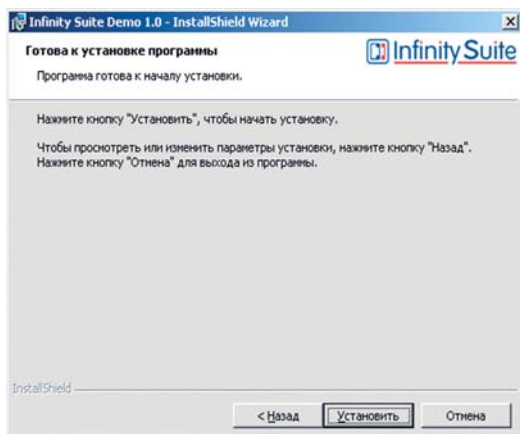 Infinity Suite Demo 1.0 - InstallShield Wizard
Готова к установке программы
Infinity Suite
Программа готова к началу установки.
Нажмите кнопку "Установить", чтобы начать установку.
Чтобы просмотреть или изменить параметры установки, нажмите кнопку "Назад".
Нажмите кнопку "Отмена" для выхода из программы.
InstallShield
< Назад
Установить
Отмена